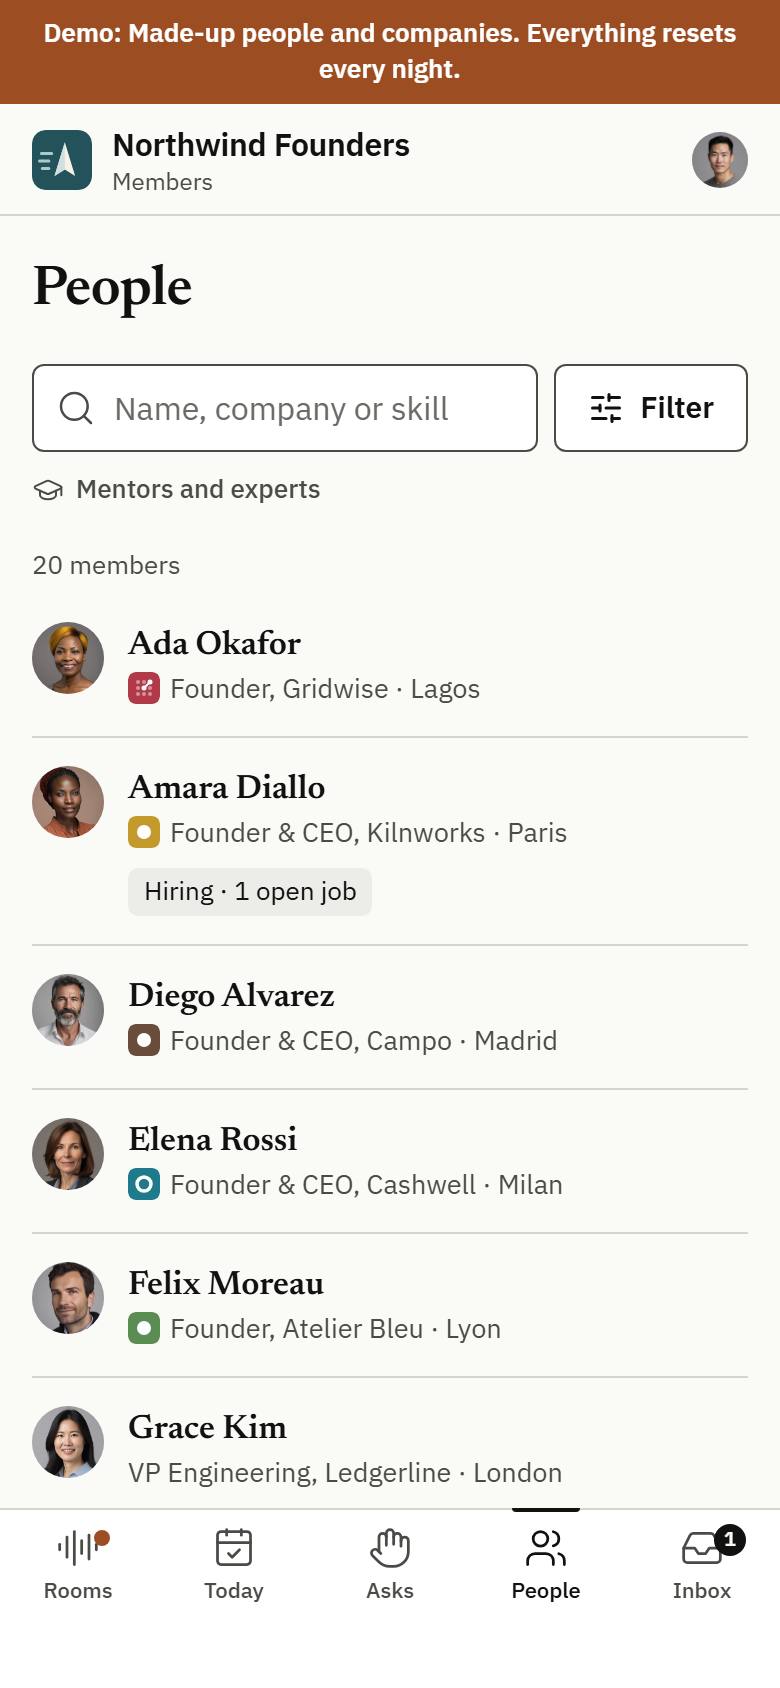 Demo: Made-up people and companies. Everything resets
every night.
Northwind Founders
Members
People
Name, company or skill
Filter
Mentors and experts
20 members
Ada Okafor
Founder, Gridwise · Lagos
Amara Diallo
Founder & CEO, Kilnworks · Paris
Hiring · 1 open job
Diego Alvarez
Founder & CEO, Campo · Madrid
Elena Rossi
Founder & CEO, Cashwell · Milan
Felix Moreau
Founder, Atelier Bleu · Lyon
Grace Kim
VP Engineering, Ledgerline · London
1
Rooms
Today
Asks
People
Inbox